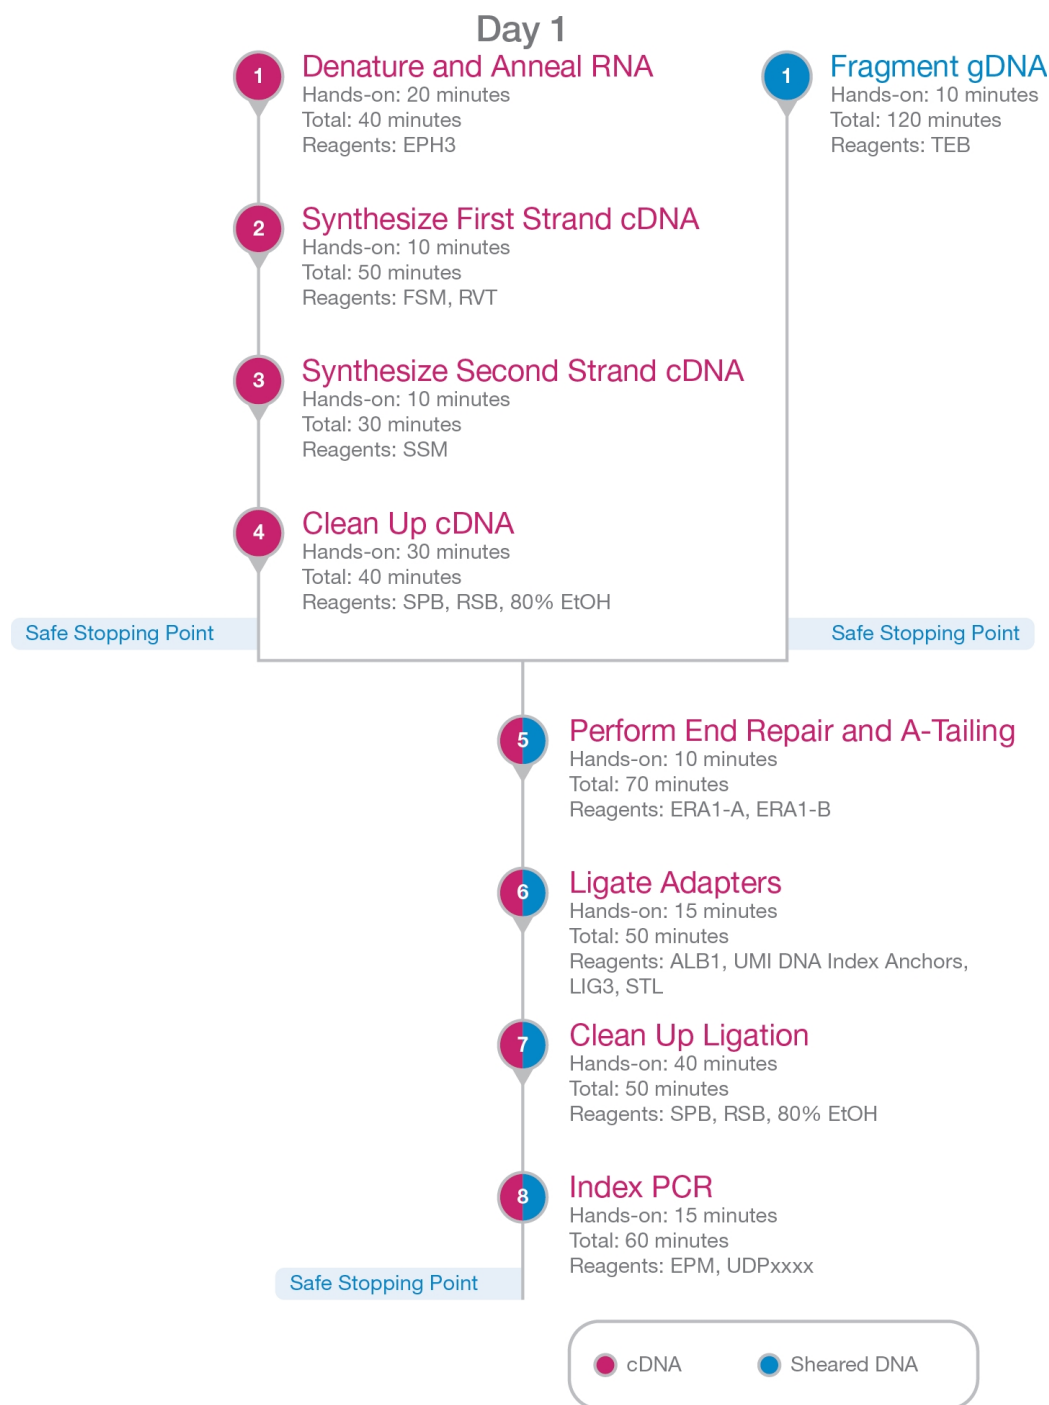 Day 1
1
Denature and Anneal RNA
Hands-on: 20 minutes
Total: 40 minutes
Reagents: EPH3
1
Fragment gDNA
Hands-on: 10 minutes
Total: 120 minutes
Reagents: TEB
2
Synthesize First Strand cDNA
Hands-on: 10 minutes
Total: 50 minutes
Reagents: FSM, RVT
3
Synthesize Second Strand cDNA
Hands-on: 10 minutes
Total: 30 minutes
Reagents: SSM
4
Clean Up cDNA
Hands-on: 30 minutes
Total: 40 minutes
Reagents: SPB, RSB, 80% EtOH
Safe Stopping Point
Safe Stopping Point
5
Perform End Repair and A-Tailing
Hands-on: 10 minutes
Total: 70 minutes
Reagents: ERA1-A, ERA1-B
6
Ligate Adapters
Hands-on: 15 minutes
Total: 50 minutes
Reagents: ALB1, UMI DNA Index Anchors,
LIG3, STL
7
Clean Up Ligation
Hands-on: 40 minutes
Total: 50 minutes
Reagents: SPB, RSB, 80% EtOH
8
Index PCR
Hands-on: 15 minutes
Total: 60 minutes
Reagents: EPM, UDPxxxx
Safe Stopping Point
cDNA
Sheared DNA